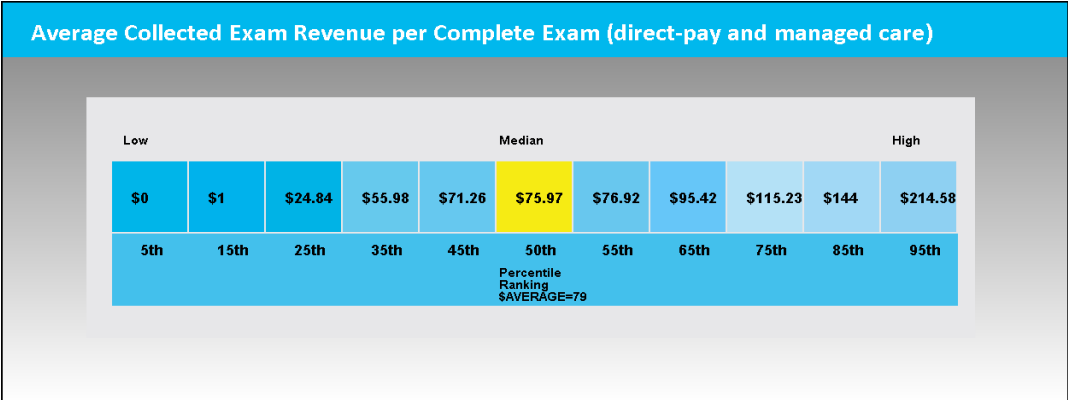 Average Collected Exam Revenue per Complete Exam (direct-pay and managed care)
Low Median High
$0 $1 $24.84 $55.98 $71.26 $75.97 $76.92 $95.42 $115.23 $144 $214.58
5th 15th 25th 35th 45th 50th 55th 65th 75th 85th 95th
Percentile
Ranking
$AVERAGE=79